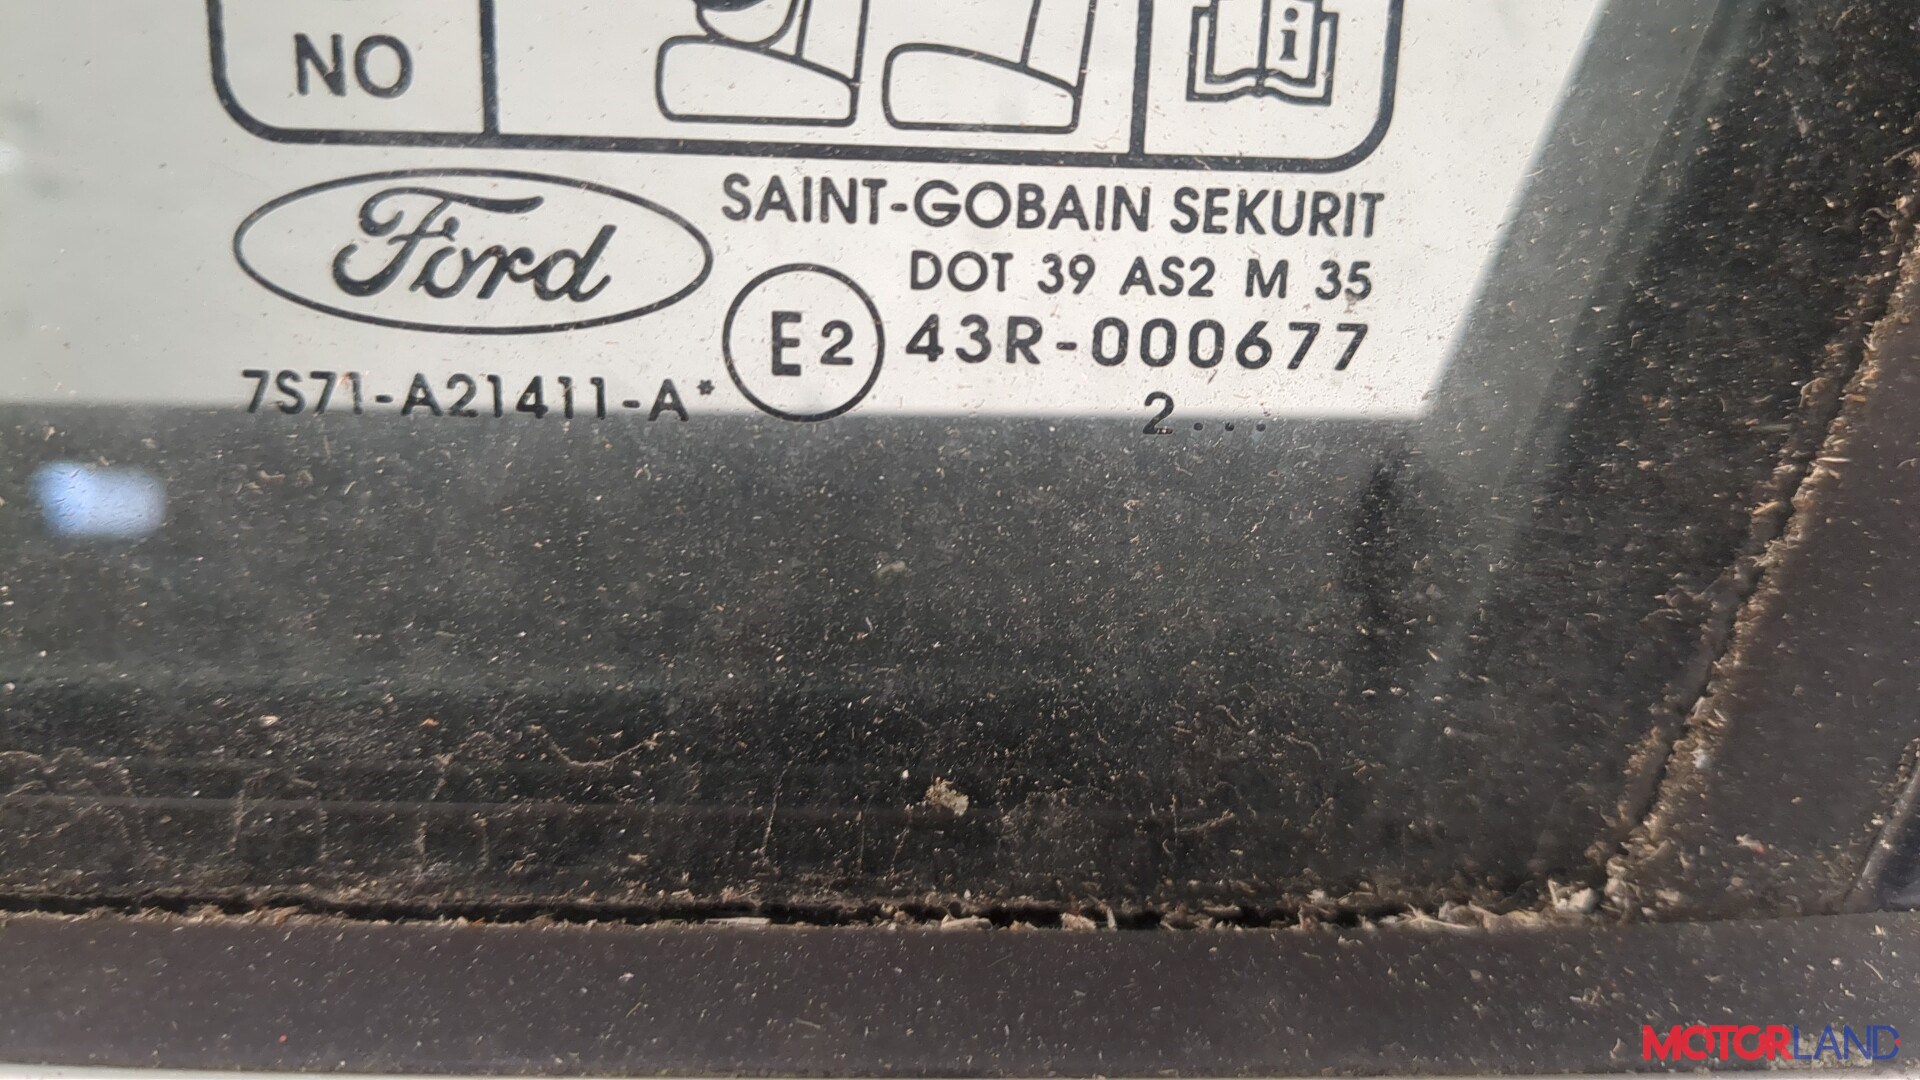 NO
i
Ford
SAINT-GOBAIN SEKURIT
DOT 39 AS2 M 35
E2 43R-000677
7S71-A21411-A*
2...
MOTORLAND